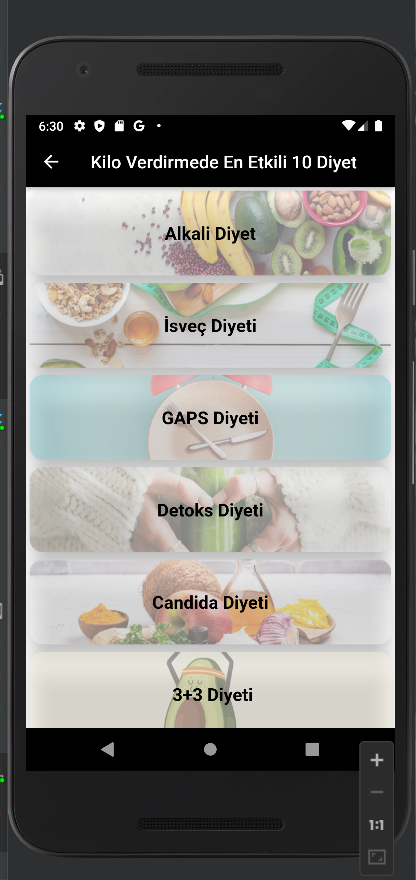 6:30
Kilo Verdirmede En Etkili 10 Diyet
Alkali Diyet
İsveç Diyeti
GAPS Diyeti
Detoks Diyeti
Candida Diyeti
3+3 Diyeti
1:1